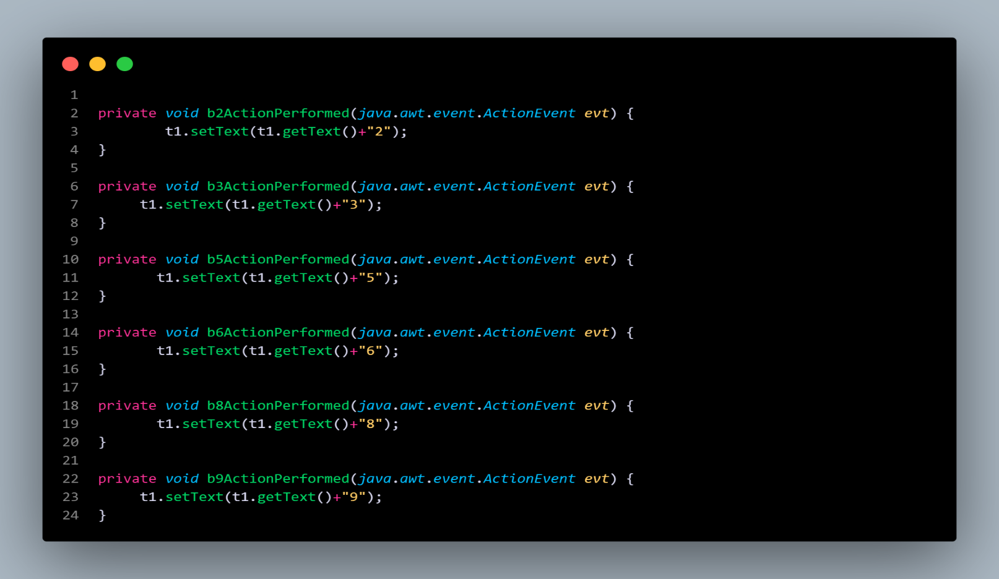 1
2 private void b2ActionPerformed(java.awt.event.ActionEvent evt) {
3         t1.setText(t1.getText()+"2");
4 }
5
6 private void b3ActionPerformed(java.awt.event.ActionEvent evt) {
7      t1.setText(t1.getText()+"3");
8 }
9
10 private void b5ActionPerformed(java.awt.event.ActionEvent evt) {
11        t1.setText(t1.getText()+"5");
12 }
13
14 private void b6ActionPerformed(java.awt.event.ActionEvent evt) {
15        t1.setText(t1.getText()+"6");
16 }
17
18 private void b8ActionPerformed(java.awt.event.ActionEvent evt) {
19        t1.setText(t1.getText()+"8");
20 }
21
22 private void b9ActionPerformed(java.awt.event.ActionEvent evt) {
23      t1.setText(t1.getText()+"9");
24 }